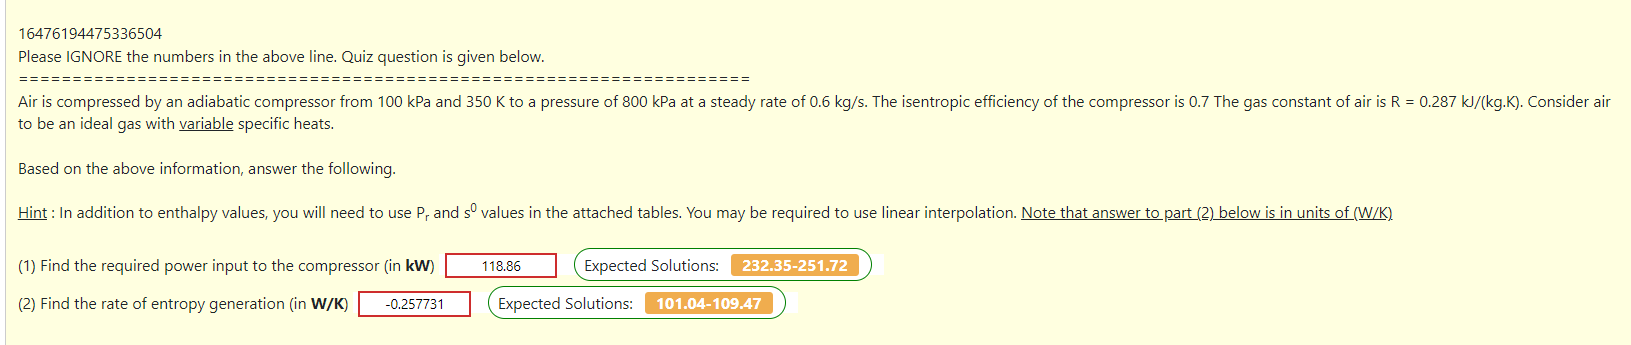 16476194475336504
Please IGNORE the numbers in the above line. Quiz question is given below.
====================================================================
Air is compressed by an adiabatic compressor from 100 kPa and 350 K to a pressure of 800 kPa at a steady rate of 0.6 kg/s. The isentropic efficiency of the compressor is 0.7 The gas constant of air is R = 0.287 kJ/(kg.K). Consider air
to be an ideal gas with variable specific heats.
Based on the above information, answer the following.
Hint : In addition to enthalpy values, you will need to use Pr and s0 values in the attached tables. You may be required to use linear interpolation. Note that answer to part (2) below is in units of (W/K)
(1) Find the required power input to the compressor (in kW) 118.86 Expected Solutions: 232.35-251.72
(2) Find the rate of entropy generation (in W/K) -0.257731 Expected Solutions: 101.04-109.47